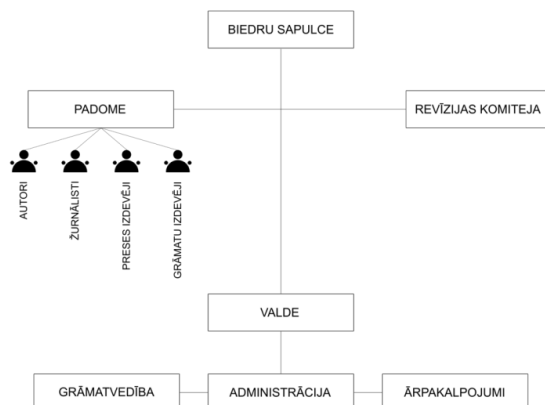 BIEDRU SAPULCE
PADOME
REVĪZIJAS KOMITEJA
AUTORI
ŽURNĀLISTI
PRESES IZDEVĒJI
GRĀMATU IZDEVĒJI
VALDE
GRĀMATVEDĪBA
ADMINISTRĀCIJA
ĀRPAKALPOJUMI